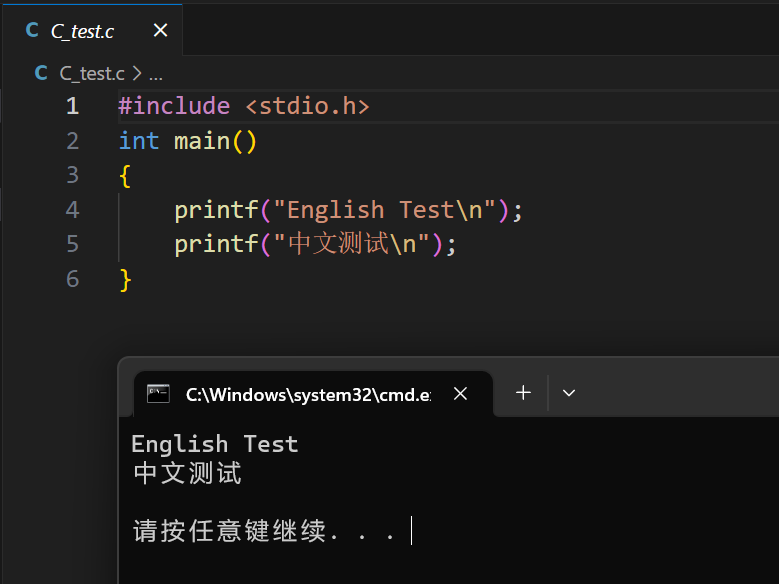 C C_test.c ×
C C_test.c > ...
1 #include <stdio.h>
2 int main()
3 {
4     printf("English Test\n");
5     printf("中文测试\n");
6 }
C:\Windows\system32\cmd.e
English Test
中文测试
请按任意键继续. . .